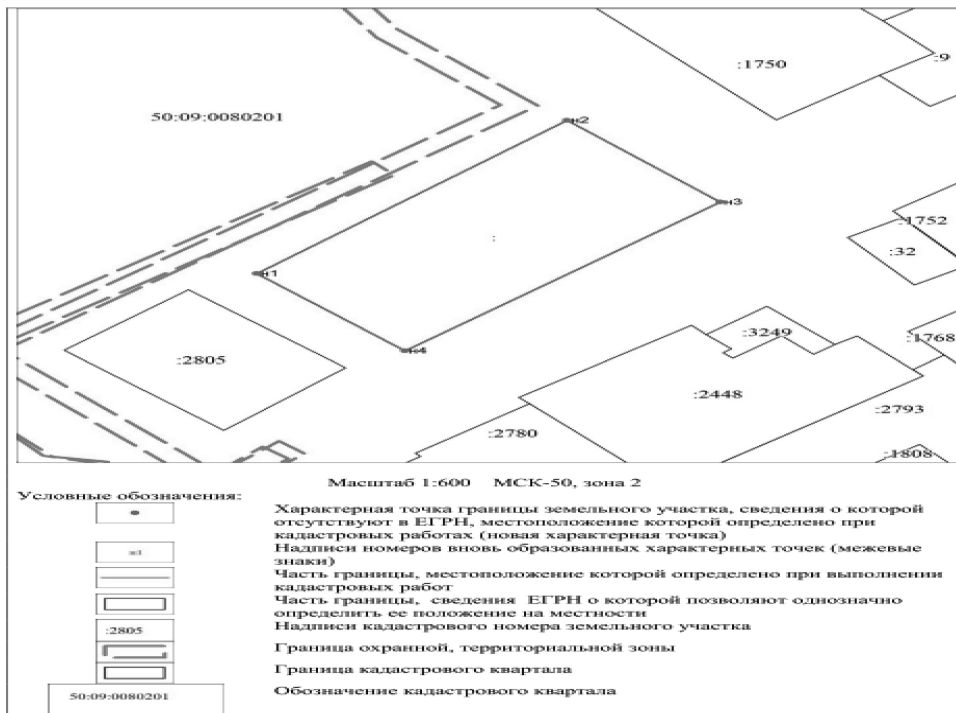 :1750
:9
50:09:0080201
н2
н3
:1752
:32
:
н1
:3249
:1768
н4
:2805
:2448
:2793
:2780
:1808
Масштаб 1:600 МСК-50, зона 2
Условные обозначения:
Характерная точка границы земельного участка, сведения о которой
отсутствуют в ЕГРН, местоположение которой определено при
кадастровых работах (новая характерная точка)
н1
Надписи номеров вновь образованных характерных точек (межевые
знаки)
Часть границы, местоположение которой определено при выполнении
кадастровых работ
Часть границы, сведения ЕГРН о которой позволяют однозначно
определить ее положение на местности
:2805
Надписи кадастрового номера земельного участка
Граница охранной, территориальной зоны
Граница кадастрового квартала
50:09:0080201
Обозначение кадастрового квартала